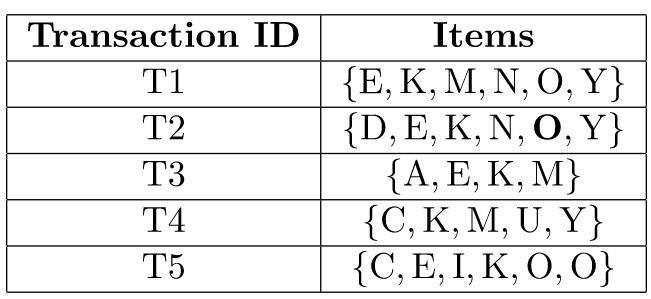 Transaction ID Items
T1 {E, K, M, N, O, Y}
T2 {D, E, K, N, O, Y}
T3 {A, E, K, M}
T4 {C, K, M, U, Y}
T5 {C, E, I, K, O, O}